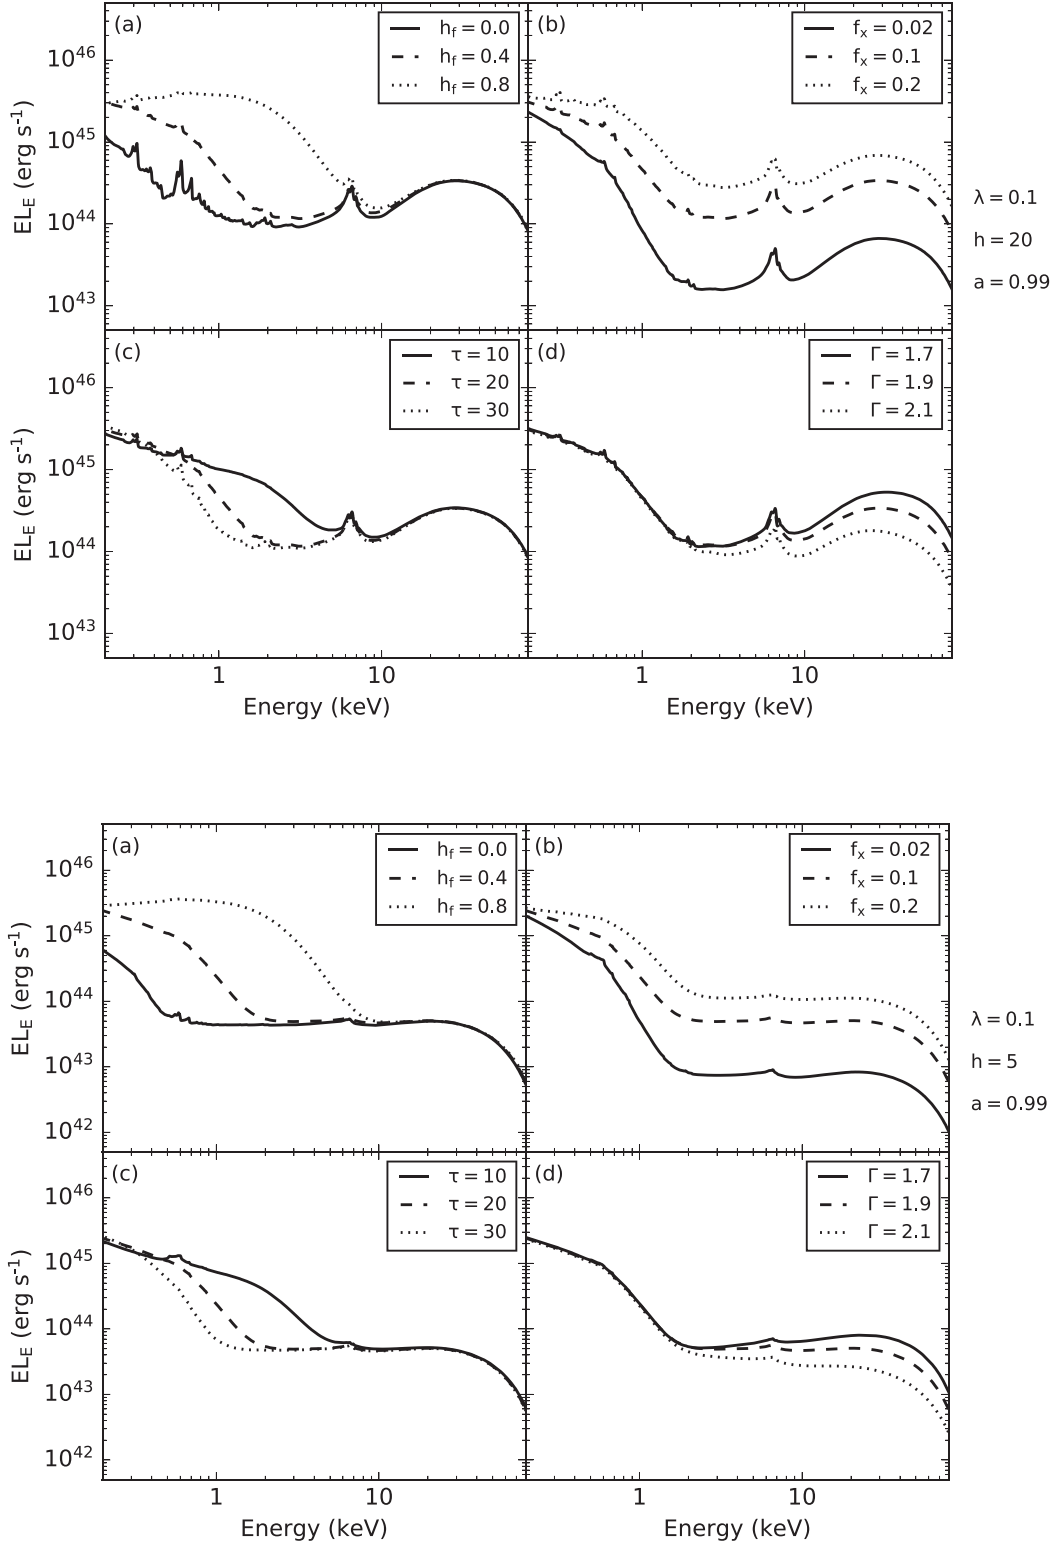 (a)
h_f = 0.0
h_f = 0.4
h_f = 0.8
(b)
f_x = 0.02
f_x = 0.1
f_x = 0.2
10^46
10^45
10^44
10^43
EL_E (erg s^-1)
λ = 0.1
h = 20
a = 0.99
(c)
τ = 10
τ = 20
τ = 30
(d)
Γ = 1.7
Γ = 1.9
Γ = 2.1
10^46
10^45
10^44
10^43
EL_E (erg s^-1)
1 10
1 10
Energy (keV)
Energy (keV)
(a)
h_f = 0.0
h_f = 0.4
h_f = 0.8
(b)
f_x = 0.02
f_x = 0.1
f_x = 0.2
10^46
10^45
10^44
10^43
10^42
EL_E (erg s^-1)
λ = 0.1
h = 5
a = 0.99
(c)
τ = 10
τ = 20
τ = 30
(d)
Γ = 1.7
Γ = 1.9
Γ = 2.1
10^46
10^45
10^44
10^43
10^42
EL_E (erg s^-1)
1 10
1 10
Energy (keV)
Energy (keV)